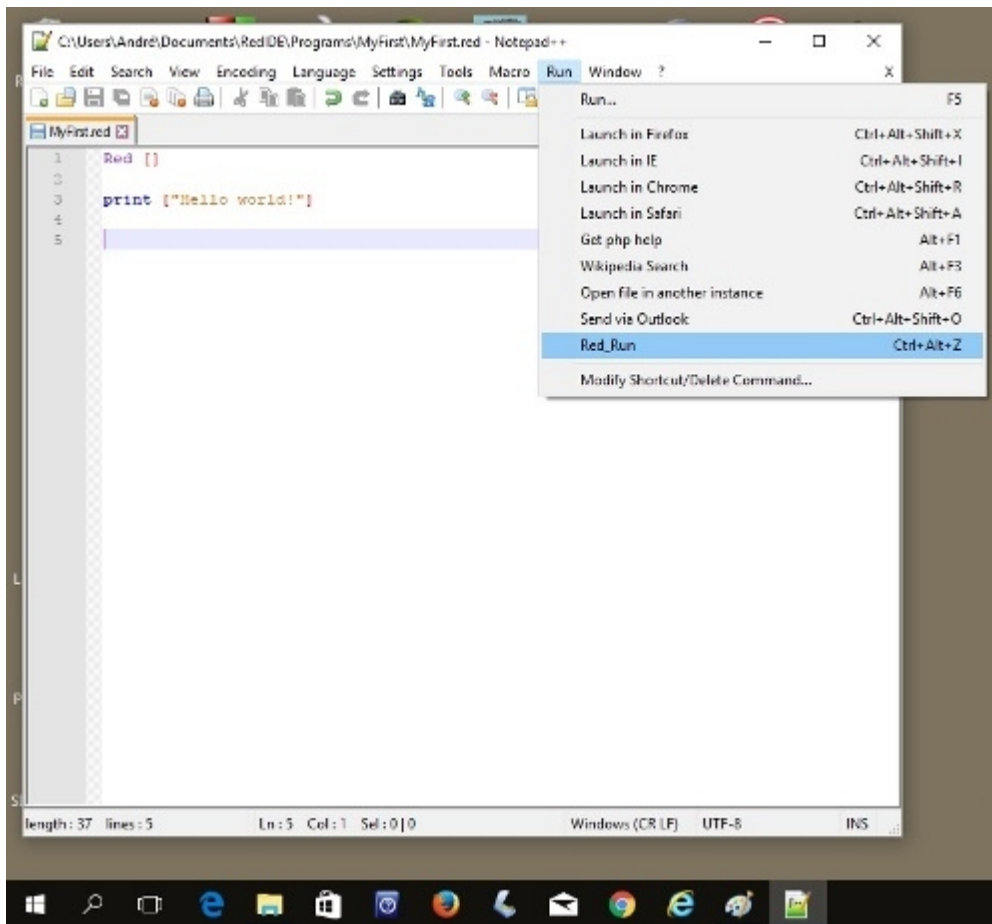 C:\Users\André\Documents\RedIDE\Programs\MyFirst\MyFirst.red - Notepad++
File Edit Search View Encoding Language Settings Tools Macro Run Window ? X
MyFirst.red
1 Red []
2
3 print ["Hello world!"]
4
5
Run... F5
Launch in Firefox Ctrl+Alt+Shift+X
Launch in IE Ctrl+Alt+Shift+I
Launch in Chrome Ctrl+Alt+Shift+R
Launch in Safari Ctrl+Alt+Shift+A
Get php help Alt+F1
Wikipedia Search Alt+F3
Open file in another instance Alt+F6
Send via Outlook Ctrl+Alt+Shift+O
Red_Run Ctrl+Alt+Z
Modify Shortcut/Delete Command...
length : 37 lines : 5 Ln : 5 Col : 1 Sel : 0 | 0 Windows (CR LF) UTF-8 INS